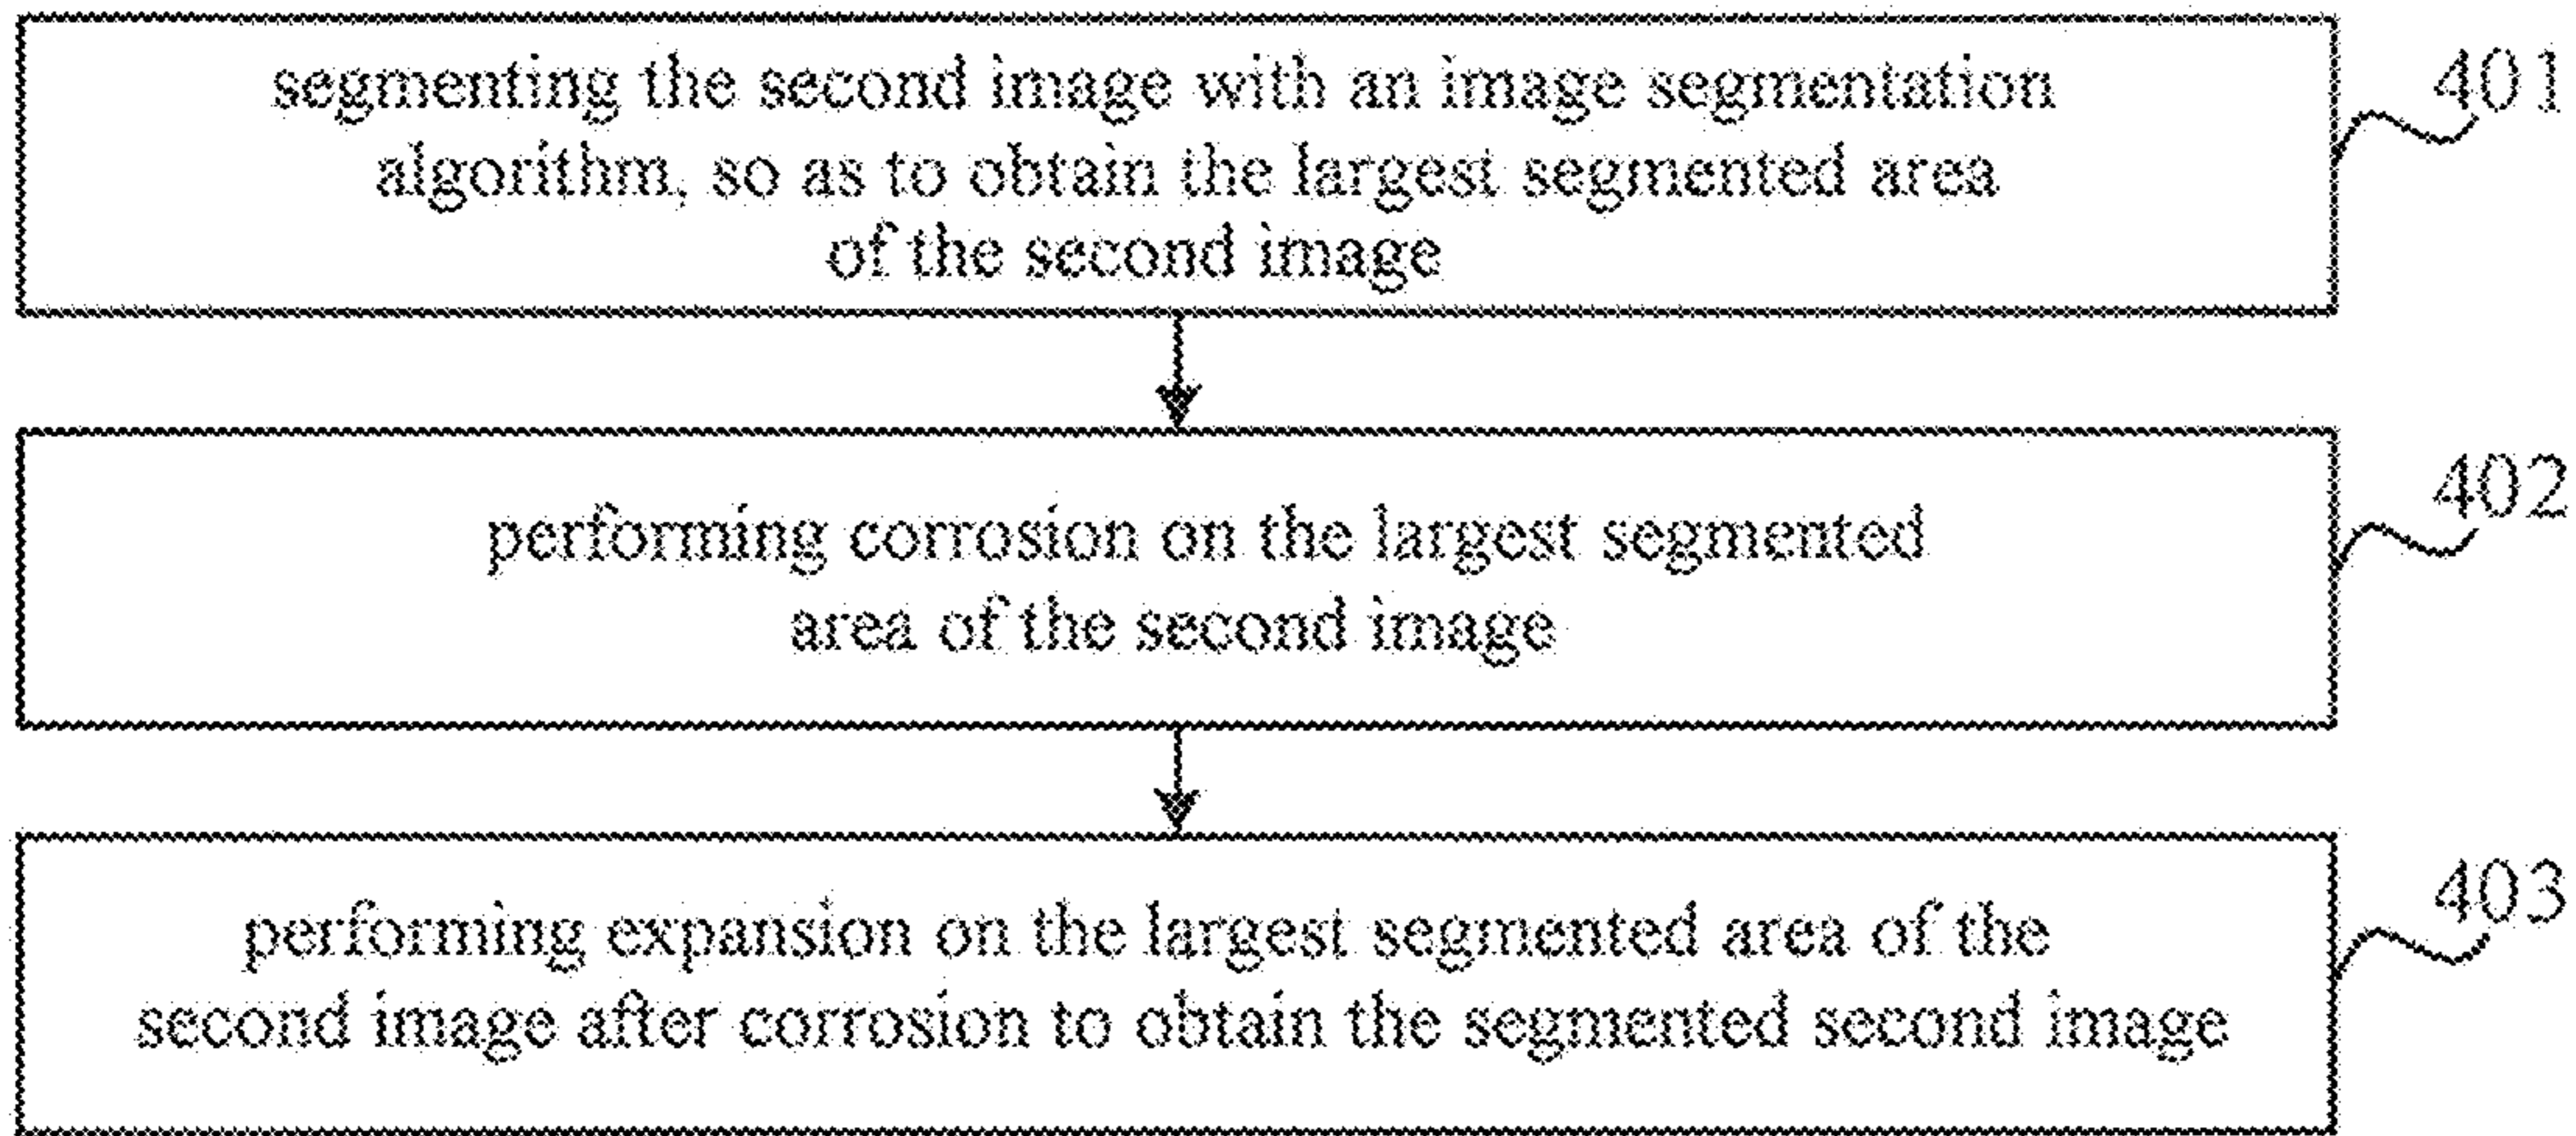 segmenting the second image with an image segmentation
algorithm, so as to obtain the largest segmented area
of the second image
401
performing corrosion on the largest segmented
area of the second image
402
performing expansion on the largest segmented area of the
second image after corrosion to obtain the segmented second image
403